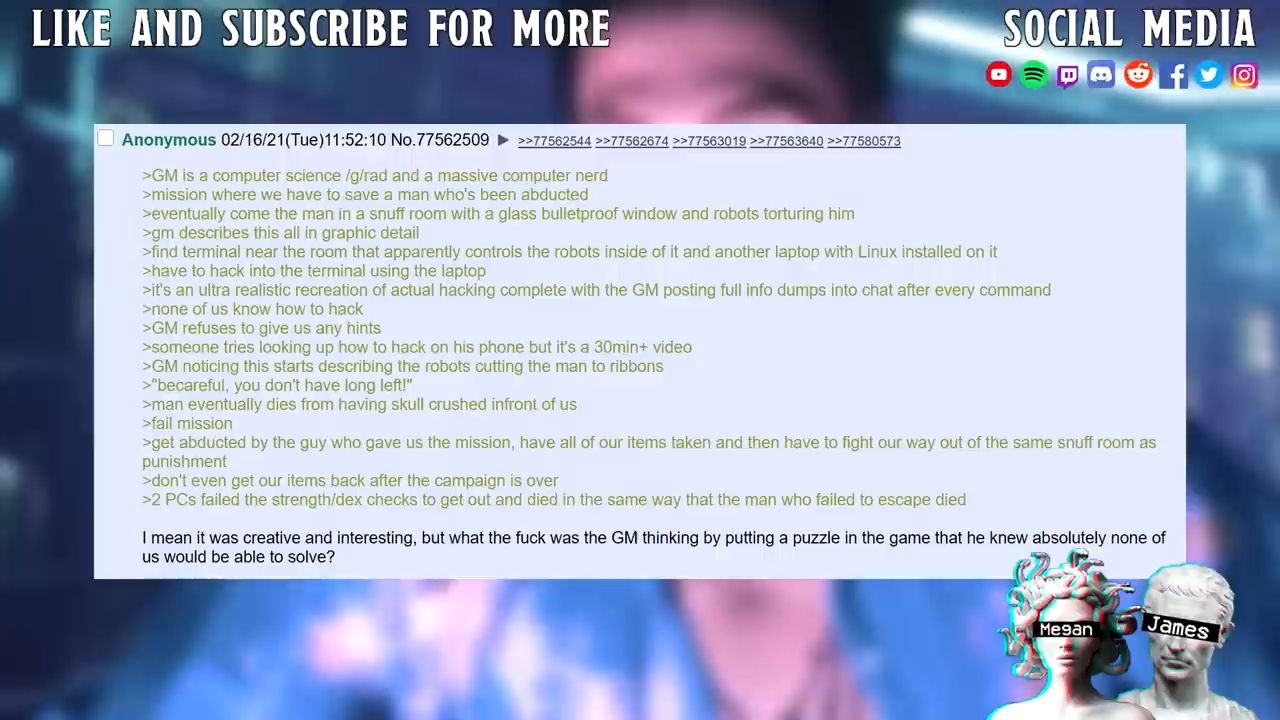 LIKE AND SUBSCRIBE FOR MORE
SOCIAL MEDIA
Anonymous 02/16/21(Tue)11:52:10 No.77562509 ▶ >>77562544 >>77562674 >>77563019 >>77563640 >>77580573
>GM is a computer science /g/rad and a massive computer nerd
>mission where we have to save a man who's been abducted
>eventually come the man in a snuff room with a glass bulletproof window and robots torturing him
>gm describes this all in graphic detail
>find terminal near the room that apparently controls the robots inside of it and another laptop with Linux installed on it
>have to hack into the terminal using the laptop
>it's an ultra realistic recreation of actual hacking complete with the GM posting full info dumps into chat after every command
>none of us know how to hack
>GM refuses to give us any hints
>someone tries looking up how to hack on his phone but it's a 30min+ video
>GM noticing this starts describing the robots cutting the man to ribbons
>"becareful, you don't have long left!"
>man eventually dies from having skull crushed infront of us
>fail mission
>get abducted by the guy who gave us the mission, have all of our items taken and then have to fight our way out of the same snuff room as
punishment
>don't even get our items back after the campaign is over
>2 PCs failed the strength/dex checks to get out and died in the same way that the man who failed to escape died
I mean it was creative and interesting, but what the fuck was the GM thinking by putting a puzzle in the game that he knew absolutely none of
us would be able to solve?
Megan
James